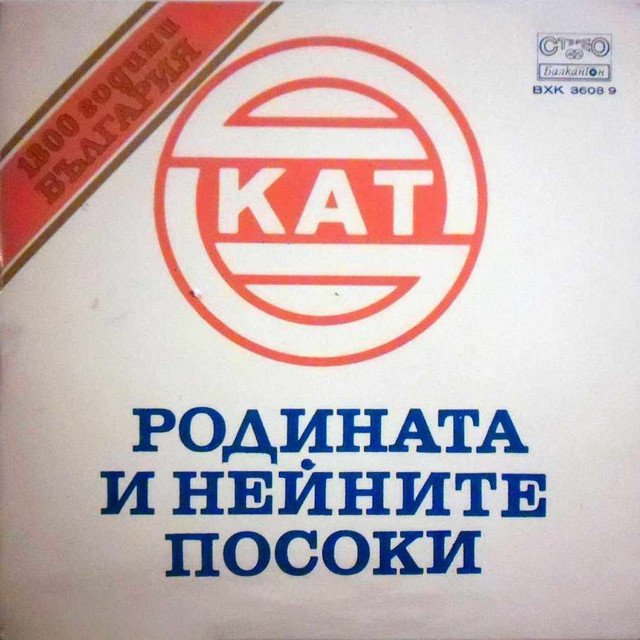 1300 години
БЪЛГАРИЯ
СТЕРЕО
Балкантон
ВХК 3608 9
КАТ
РОДИНАТА
И НЕЙНИТЕ
ПОСОКИ